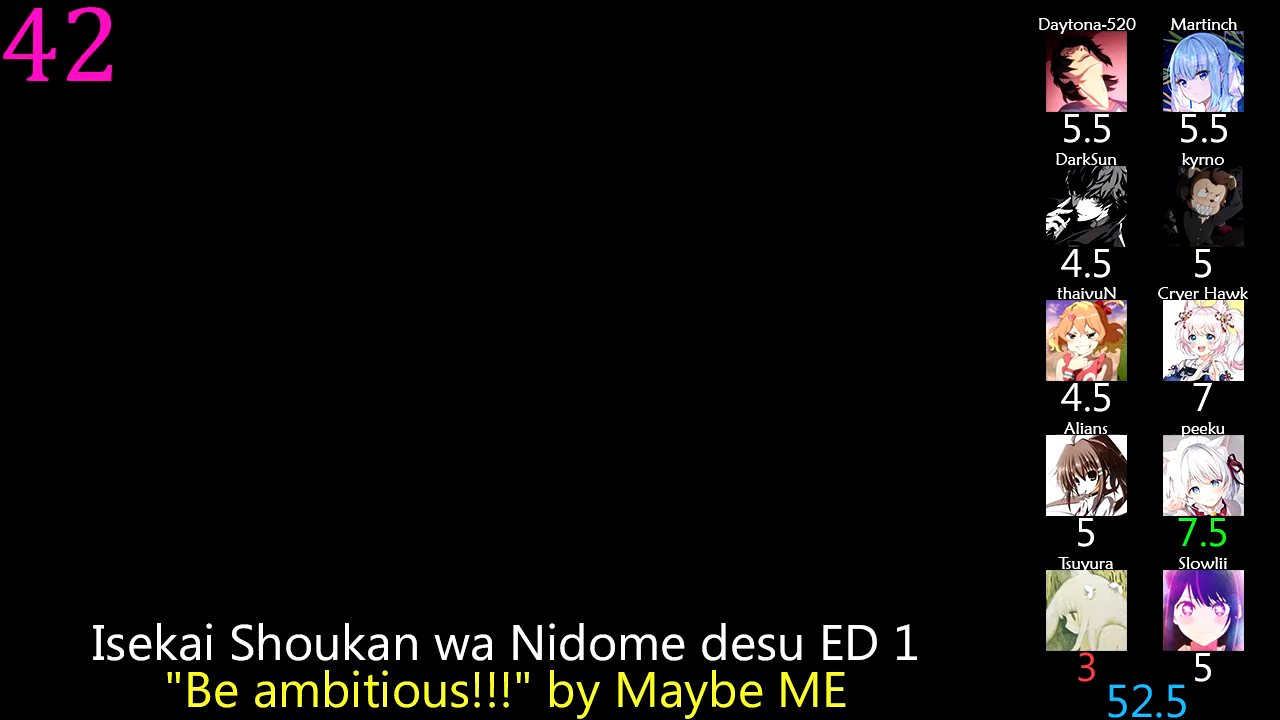 42
Daytona-520 Martinch
5.5 5.5
DarkSun kyrno
4.5 5
thaivuN Cryer Hawk
4.5 7
Alians peeku
5 7.5
Tsuyura Slowlii
3 5
52.5
Isekai Shoukan wa Nidome desu ED 1
"Be ambitious!!!" by Maybe ME